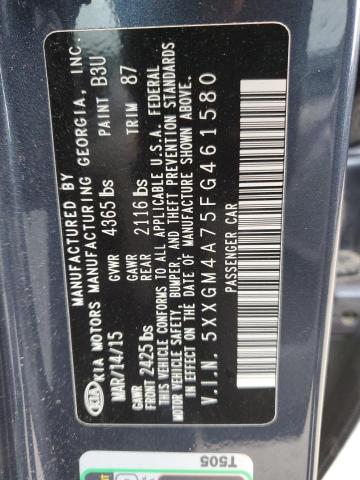 MANUFACTURED BY
KIA KIA MOTORS MANUFACTURING GEORGIA, INC.
MAR/14/15 GVWR 4365 lbs PAINT B3U
GAWR FRONT 2425 lbs GAWR REAR 2116 lbs TRIM 87
THIS VEHICLE CONFORMS TO ALL APPLICABLE U.S.A. FEDERAL
MOTOR VEHICLE SAFETY, BUMPER, AND THEFT PREVENTION STANDARDS
IN EFFECT ON THE DATE OF MANUFACTURE SHOWN ABOVE.
V.I.N. 5XXGM4A75FG461580
PASSENGER CAR
T505